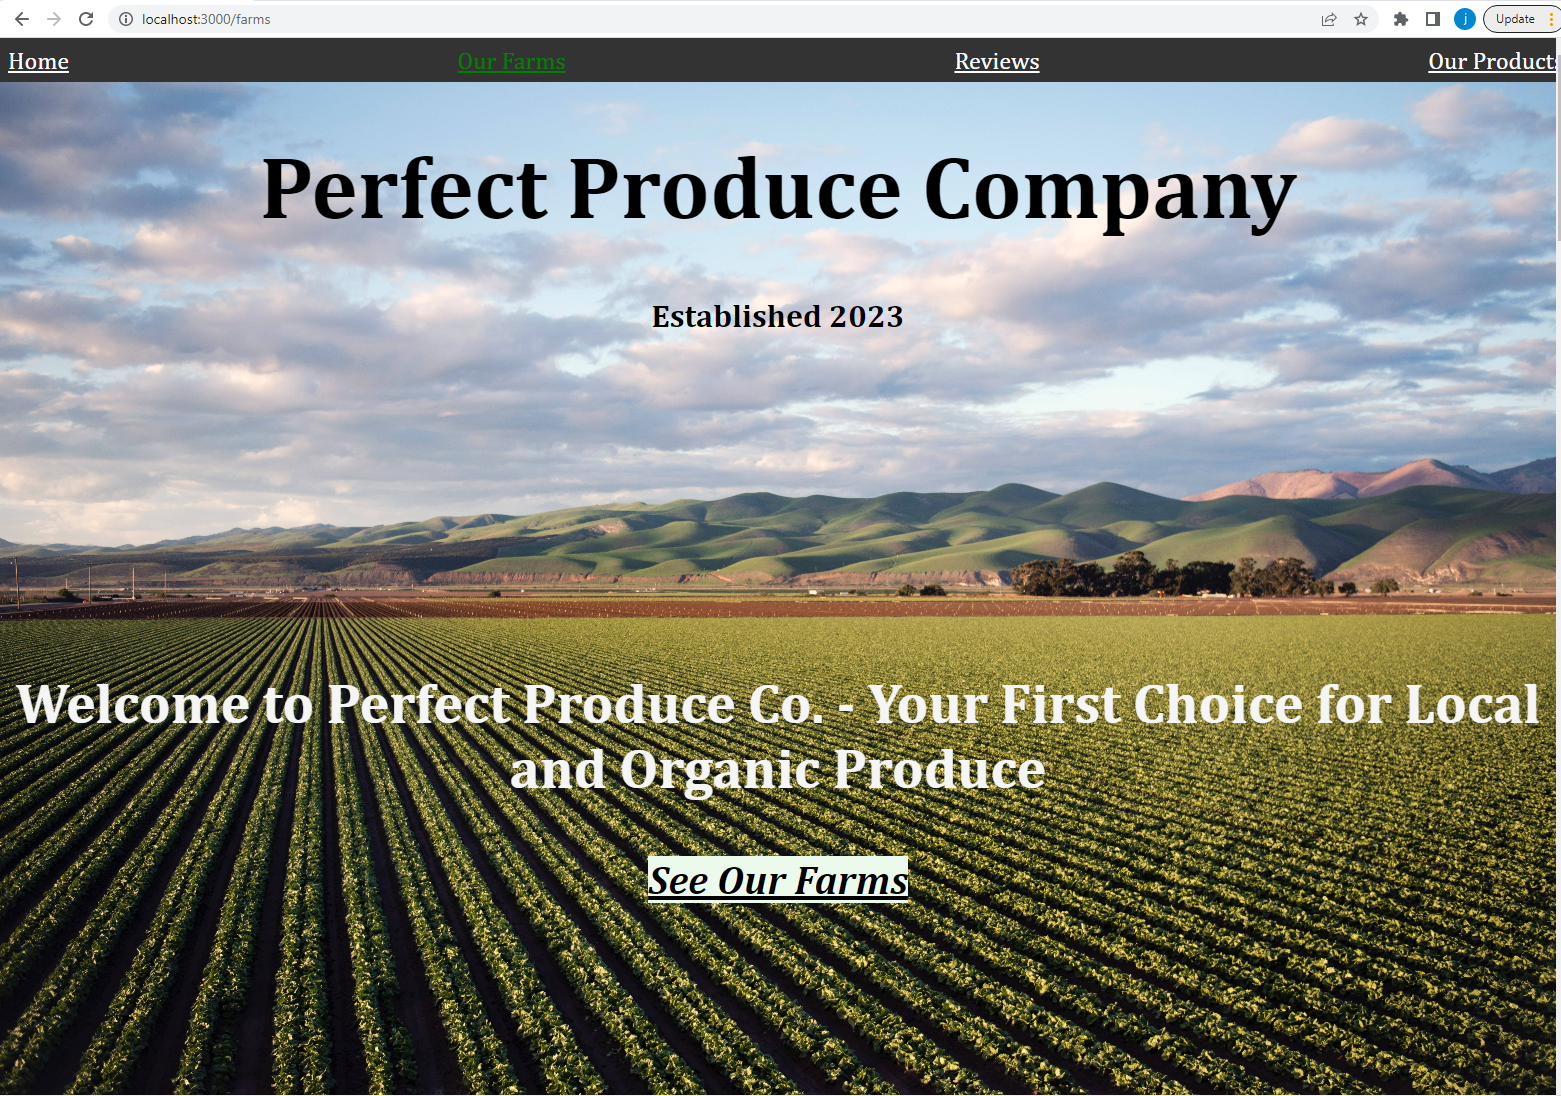 localhost:3000/farms
j
Update
Home
Our Farms
Reviews
Our Products
Perfect Produce Company
Established 2023
Welcome to Perfect Produce Co. - Your First Choice for Local
and Organic Produce
See Our Farms